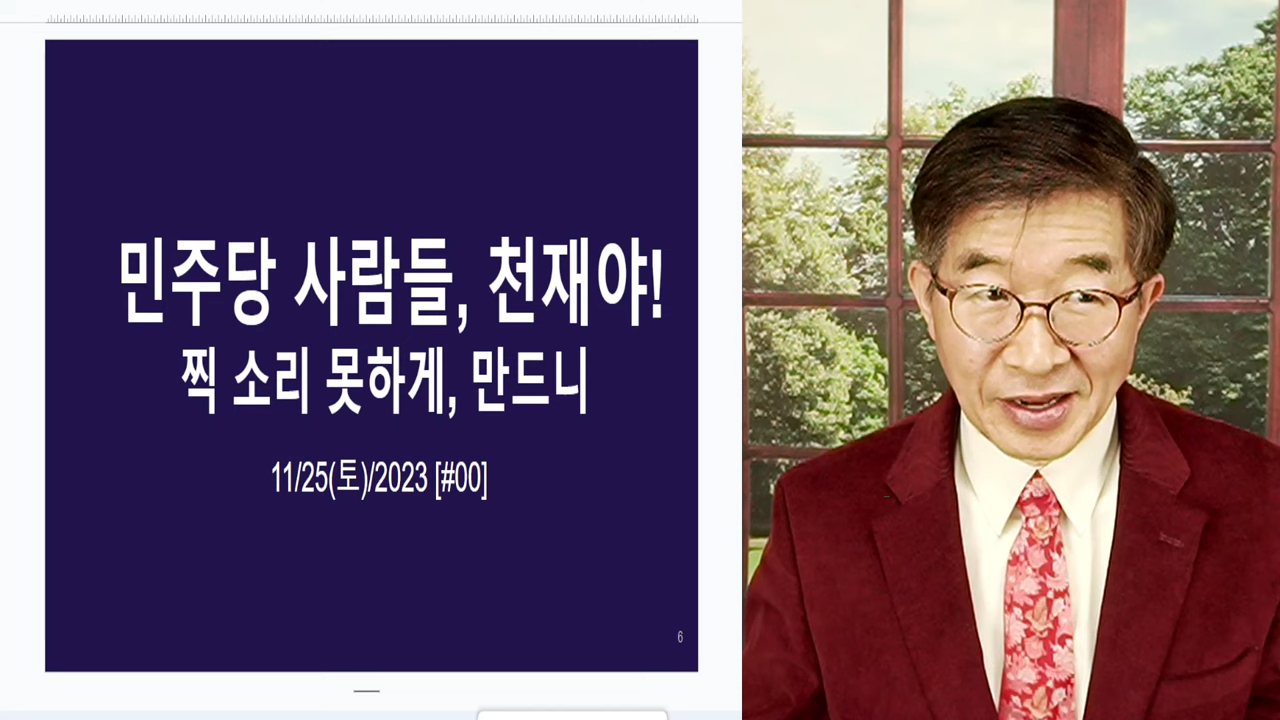 민주당 사람들, 천재야!
찍 소리 못하게, 만드니
11/25(토)/2023 [#00]
6